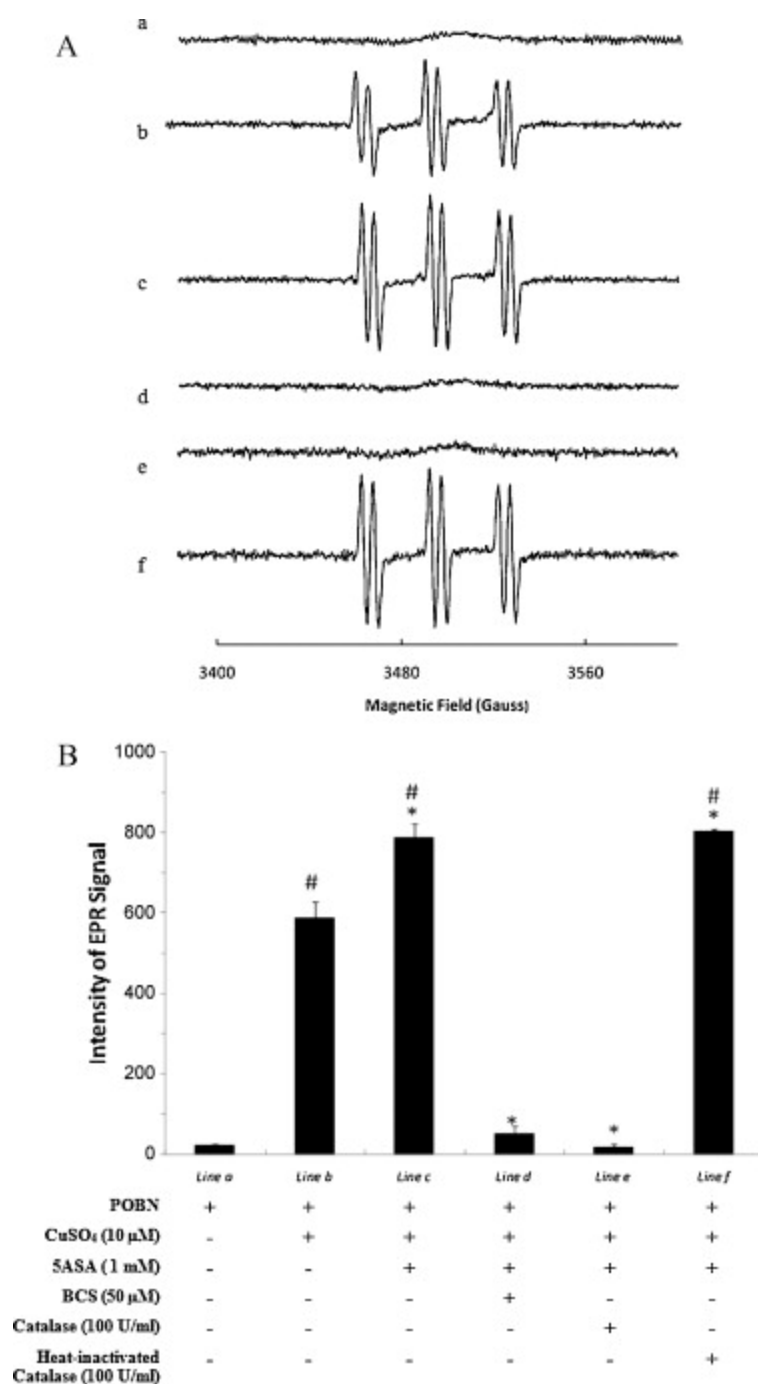 A
a
b
c
d
e
f
3400 3480 3560
Magnetic Field (Gauss)
B
Intensity of EPR Signal
1000
800
600
400
200
0
#
#
*
*
*
#
*
Line a Line b Line c Line d Line e Line f
POBN + + + + + +
CuSO₄ (10 µM) - + + + + +
5ASA (1 mM) - - + + + +
BCS (50 µM) - - - + - -
Catalase (100 U/ml) - - - - + -
Heat-inactivated
Catalase (100 U/ml) - - - - - +